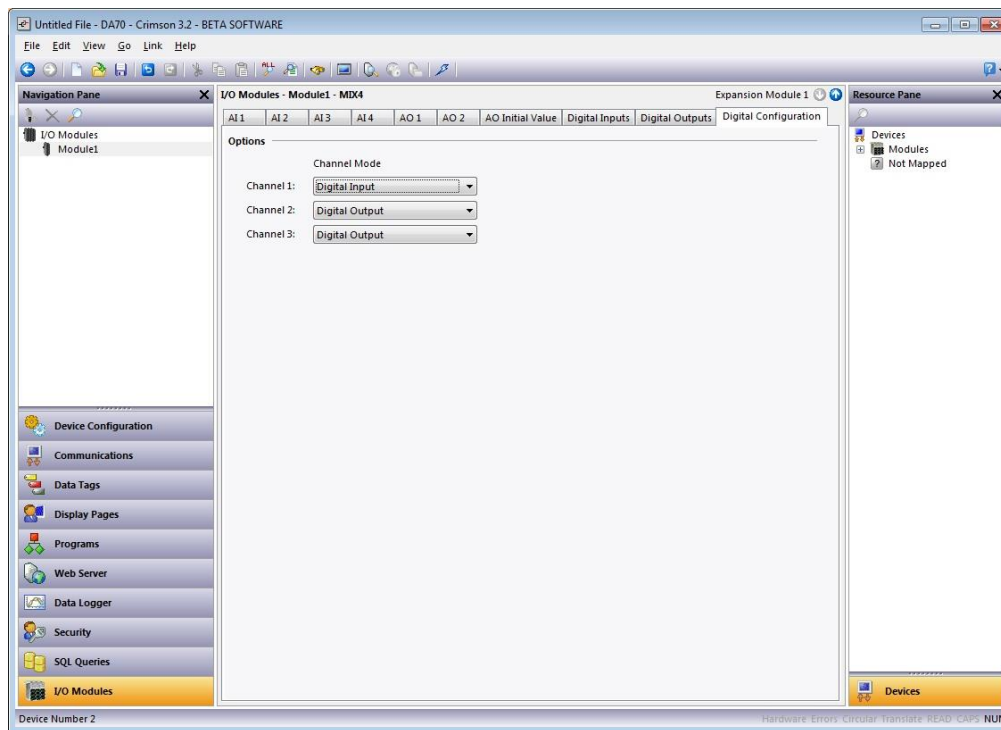 Untitled File - DA70 - Crimson 3.2 - BETA SOFTWARE
File Edit View Go Link Help
Navigation Pane
I/O Modules - Module1 - MIX4
Expansion Module 1
Resource Pane
AI 1 AI 2 AI 3 AI 4 AO 1 AO 2 AO Initial Value Digital Inputs Digital Outputs Digital Configuration
I/O Modules
Module1
Devices
Modules
Not Mapped
Options
Channel Mode
Channel 1: Digital Input
Channel 2: Digital Output
Channel 3: Digital Output
Device Configuration
Communications
Data Tags
Display Pages
Programs
Web Server
Data Logger
Security
SQL Queries
I/O Modules
Devices
Device Number 2
Hardware Errors Circular Translate READ CAPS NUM